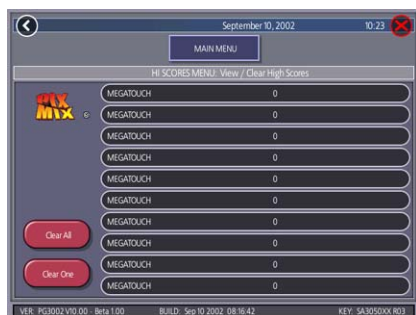 September 10, 2002 10:23
MAIN MENU
HI SCORES MENU: View / Clear High Scores
PIX
MIX
MEGATOUCH 0
MEGATOUCH 0
MEGATOUCH 0
MEGATOUCH 0
MEGATOUCH 0
MEGATOUCH 0
MEGATOUCH 0
MEGATOUCH 0
MEGATOUCH 0
MEGATOUCH 0
Clear All
Clear One
VER: PG3002 V10.00 - Beta 1.00 BUILD: Sep 10 2002 08:16:42 KEY: SA3050XX R03